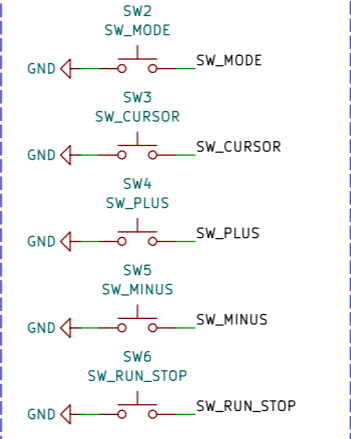 SW2
SW_MODE
GND
SW_MODE
SW3
SW_CURSOR
GND
SW_CURSOR
SW4
SW_PLUS
GND
SW_PLUS
SW5
SW_MINUS
GND
SW_MINUS
SW6
SW_RUN_STOP
GND
SW_RUN_STOP